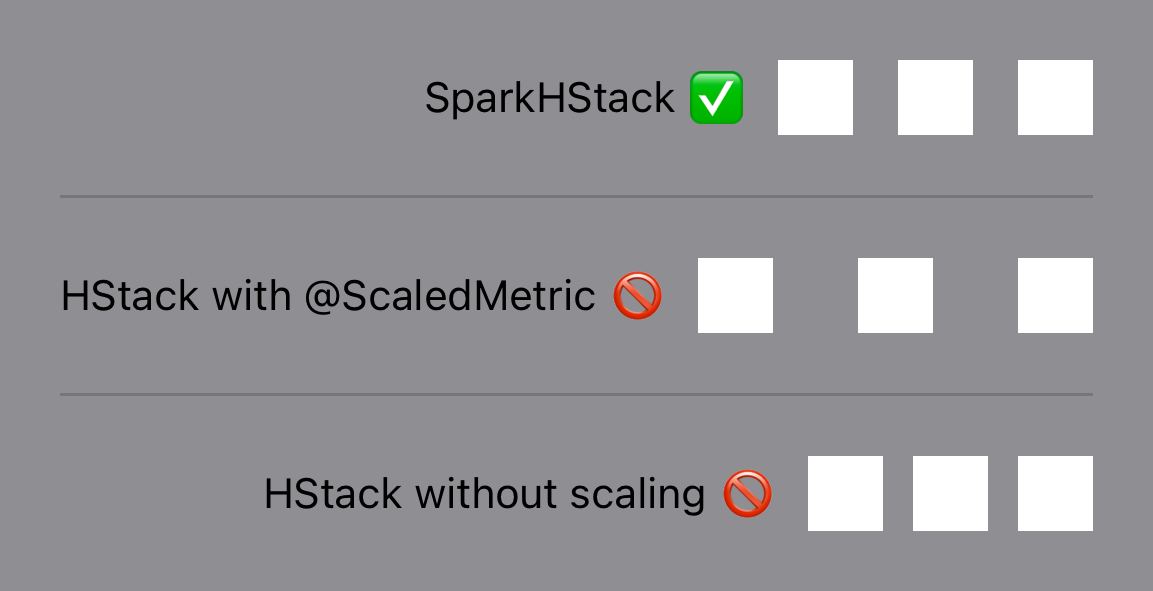 SparkHStack ✅
HStack with @ScaledMetric 🚫
HStack without scaling 🚫